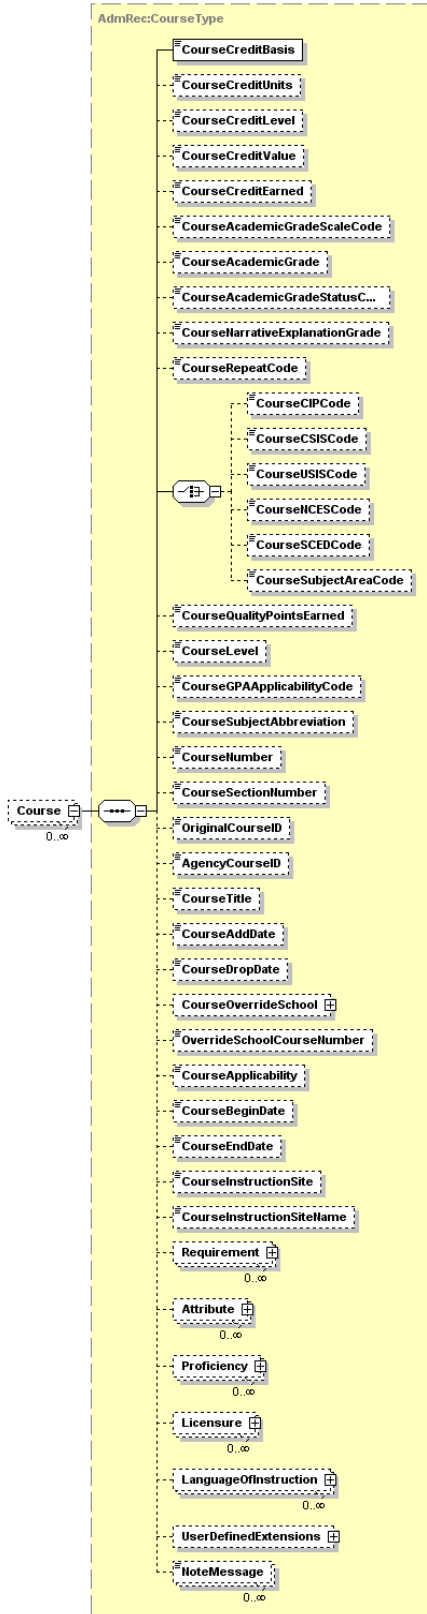 AdmRec:CourseType
CourseCreditBasis
CourseCreditUnits
CourseCreditLevel
CourseCreditValue
CourseCreditEarned
CourseAcademicGradeScaleCode
CourseAcademicGrade
CourseAcademicGradeStatusC...
CourseNarrativeExplanationGrade
CourseRepeatCode
CourseCIPCode
CourseCSISCode
CourseUSISCode
CourseNCESCode
CourseSCEDCode
CourseSubjectAreaCode
CourseQualityPointsEarned
CourseLevel
CourseGPAApplicabilityCode
CourseSubjectAbbreviation
CourseNumber
CourseSectionNumber
Course
0..∞
OriginalCourseID
AgencyCourseID
CourseTitle
CourseAddDate
CourseDropDate
CourseOverrideSchool
OverrideSchoolCourseNumber
CourseApplicability
CourseBeginDate
CourseEndDate
CourseInstructionSite
CourseInstructionSiteName
Requirement
0..∞
Attribute
0..∞
Proficiency
0..∞
Licensure
0..∞
LanguageOfInstruction
0..∞
UserDefinedExtensions
NoteMessage
0..∞